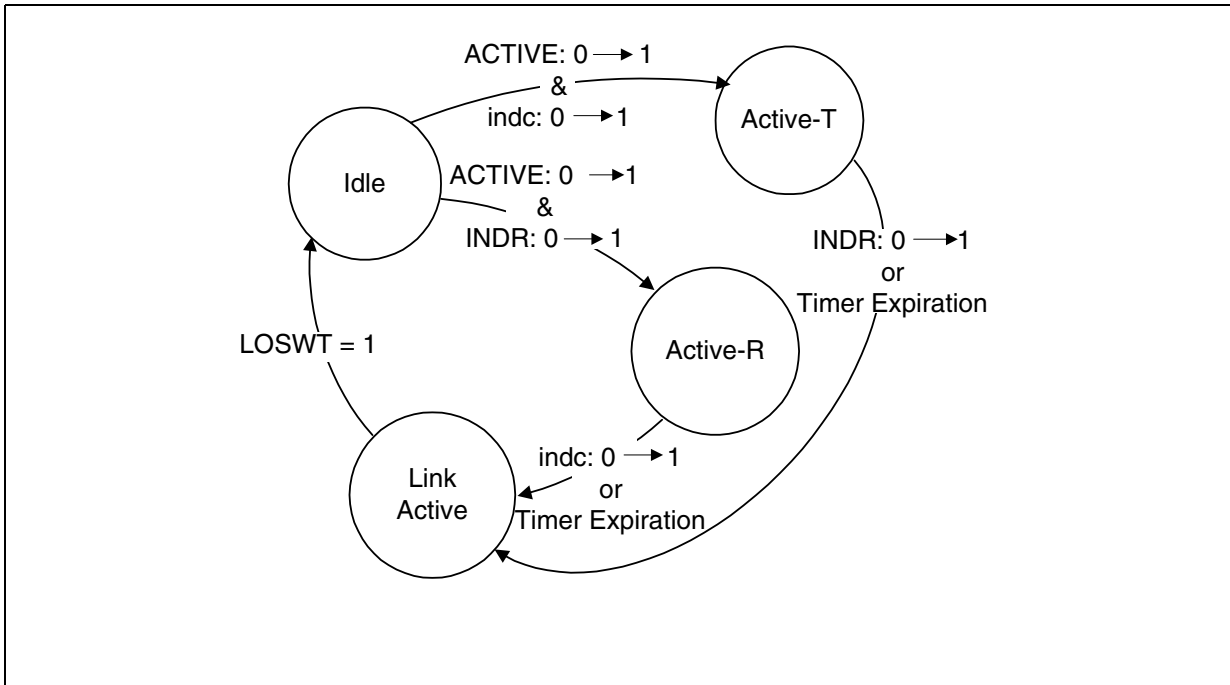 ACTIVE: 0 → 1
&
indc: 0 → 1
Active-T
Idle
ACTIVE: 0 → 1
&
INDR: 0 → 1
INDR: 0 → 1
or
Timer Expiration
LOSWT = 1
Active-R
indc: 0 → 1
or
Timer Expiration
Link
Active